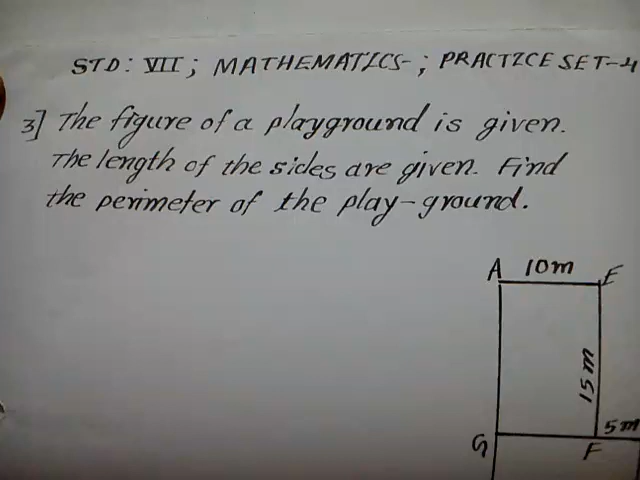 STD: VII; MATHEMATICS-; PRACTICE SET-4
3] The figure of a playground is given.
The length of the sides are given. Find
the perimeter of the play-ground.
A 10m E
15m
5m
G F